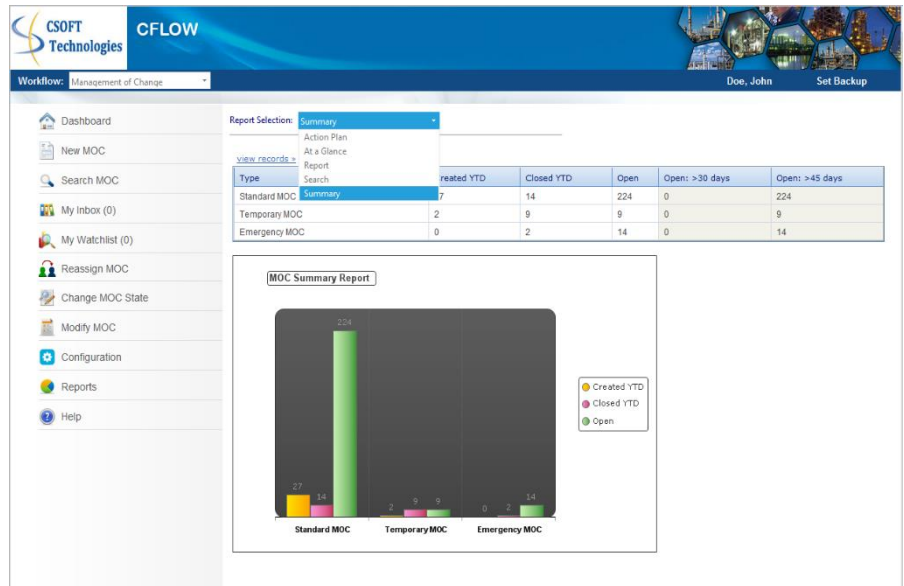 CSOFT
Technologies
CFLOW
Workflow: Management of Change
Doe, John Set Backup
Dashboard
New MOC
Search MOC
My Inbox (0)
My Watchlist (0)
Reassign MOC
Change MOC State
Modify MOC
Configuration
Reports
Help
Report Selection: Summary
Action Plan
At a Glance
Report
Search
Summary
view records »
Type reated YTD Closed YTD Open Open: >30 days Open: >45 days
Standard MOC 7 14 224 0 224
Temporary MOC 2 9 9 0 9
Emergency MOC 0 2 14 0 14
MOC Summary Report
224
27 14 2 9 9 0 2 14
Standard MOC Temporary MOC Emergency MOC
Created YTD
Closed YTD
Open